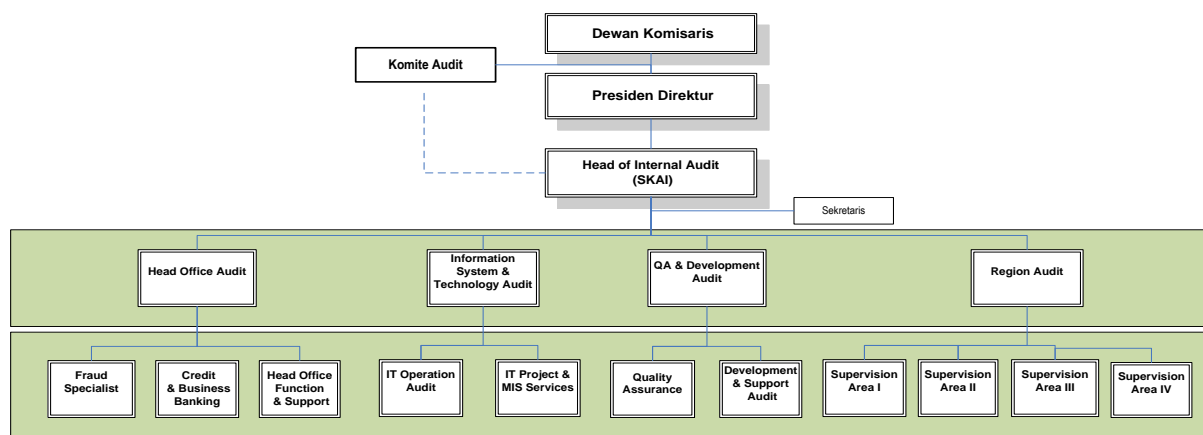 Dewan Komisaris
Komite Audit
Presiden Direktur
Head of Internal Audit
(SKAI)
Sekretaris
Head Office Audit
Information
System &
Technology Audit
QA & Development
Audit
Region Audit
Fraud
Specialist
Credit
& Business
Banking
Head Office
Function
& Support
IT Operation
Audit
IT Project &
MIS Services
Quality
Assurance
Development
& Support
Audit
Supervision
Area I
Supervision
Area II
Supervision
Area III
Supervision
Area IV